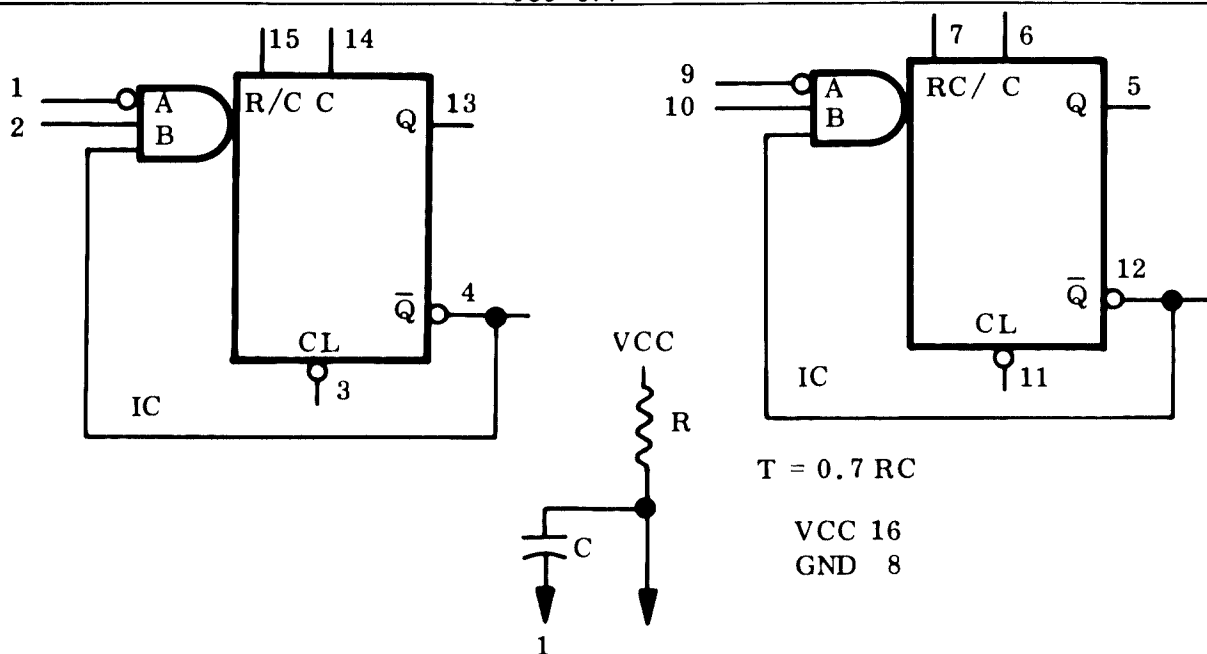 15 14
1
2
A
B
R/C C
Q
13
Q̄
4
CL
3
IC
7 6
9
10
A
B
RC/ C
Q
5
Q̄
12
CL
11
IC
VCC
R
C
1
T = 0.7 RC
VCC 16
GND 8